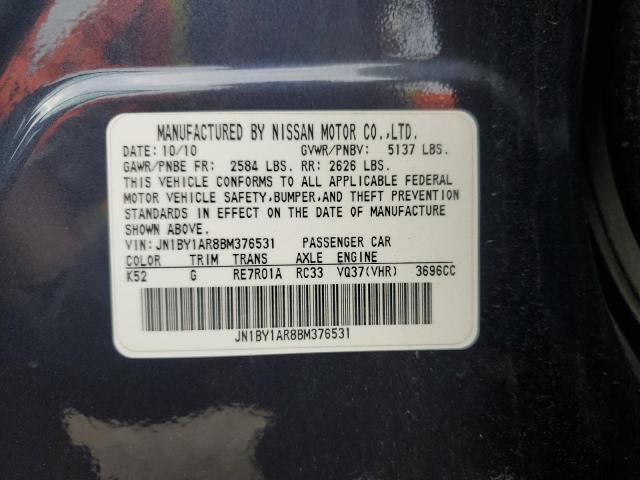 MANUFACTURED BY NISSAN MOTOR CO.,LTD.
DATE: 10/10 GVWR/PNBV: 5137 LBS.
GAWR/PNBE FR: 2584 LBS. RR: 2626 LBS.
THIS VEHICLE CONFORMS TO ALL APPLICABLE FEDERAL
MOTOR VEHICLE SAFETY,BUMPER,AND THEFT PREVENTION
STANDARDS IN EFFECT ON THE DATE OF MANUFACTURE
SHOWN ABOVE.
VIN: JN1BY1AR8BM376531 PASSENGER CAR
COLOR TRIM TRANS AXLE ENGINE
K52 G RE7R01A RC33 VQ37(VHR) 3696CC
JN1BY1AR8BM376531